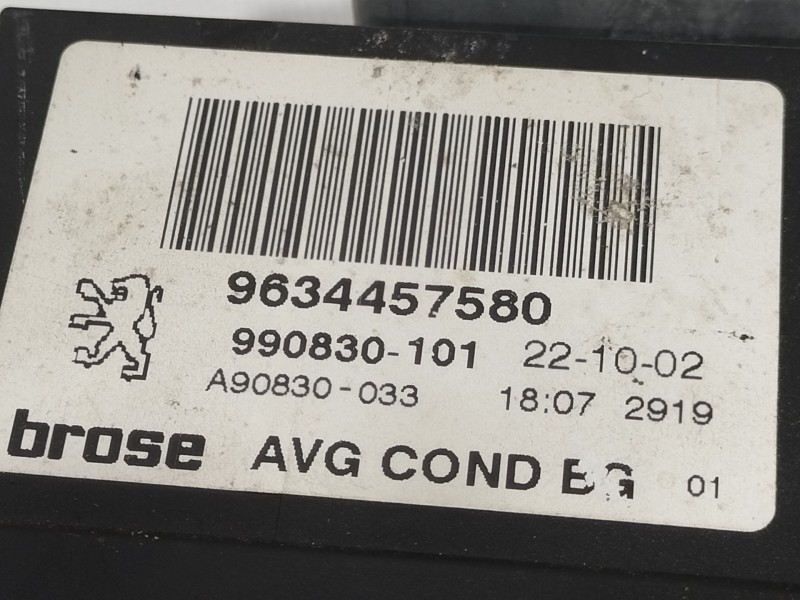 9634457580
990830-101 22-10-02
A90830-033 18:07 2919
brose AVG COND BG 01